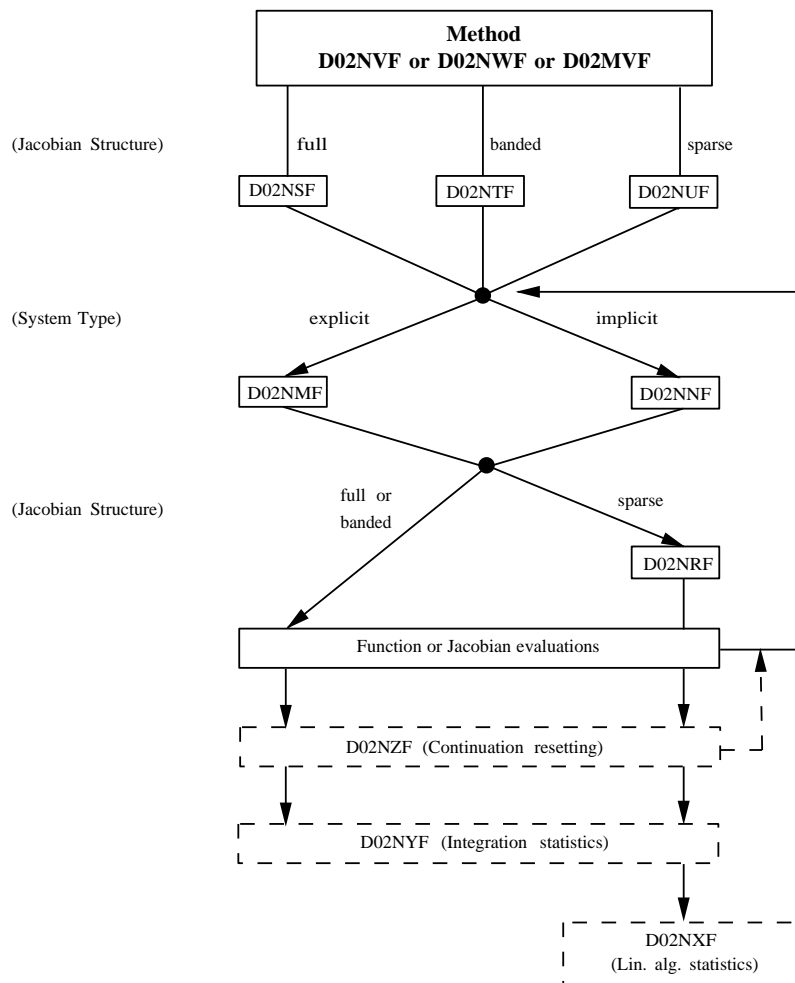 Method
D02NVF or D02NWF or D02MVF
(Jacobian Structure)
full
banded
sparse
D02NSF
D02NTF
D02NUF
(System Type)
explicit
implicit
D02NMF
D02NNF
(Jacobian Structure)
full or
banded
sparse
D02NRF
Function or Jacobian evaluations
D02NZF (Continuation resetting)
D02NYF (Integration statistics)
D02NXF
(Lin. alg. statistics)